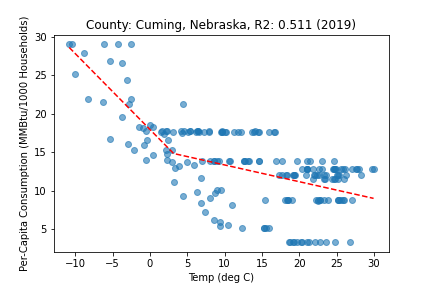 County: Cuming, Nebraska, R2: 0.511 (2019)
Per-Capita Consumption (MMBtu/1000 Households)
30
25
20
15
10
5
−10 −5 0 5 10 15 20 25 30
Temp (deg C)